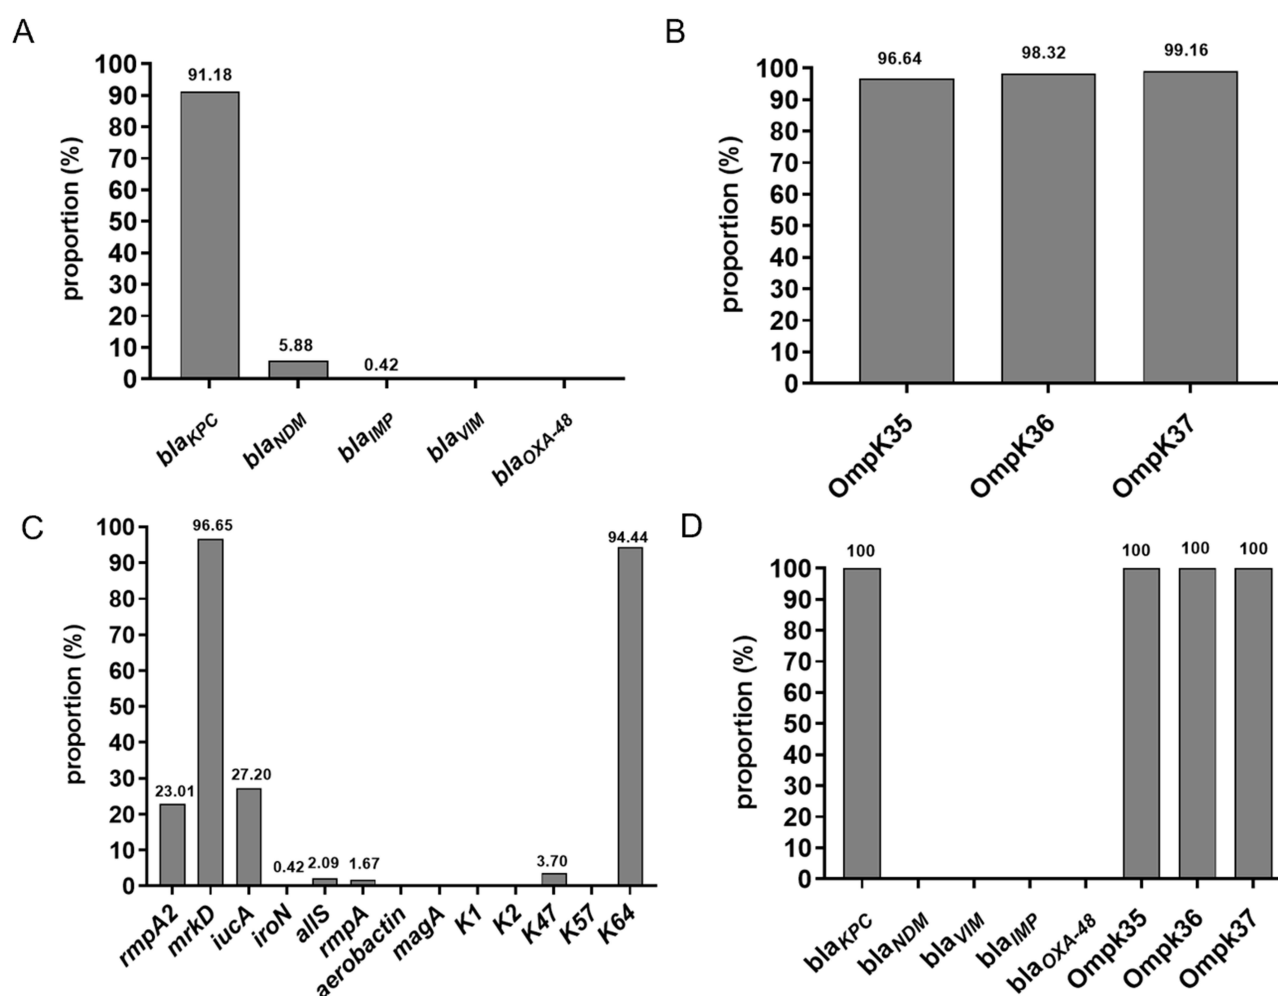 A
proportion (%)
100
90
80
70
60
50
40
30
20
10
0
91.18
5.88
0.42
blaKPC
blaNDM
blaIMP
blaVIM
blaOXA-48
B
proportion (%)
100
90
80
70
60
50
40
30
20
10
0
96.64
98.32
99.16
OmpK35
OmpK36
OmpK37
C
proportion (%)
100
90
80
70
60
50
40
30
20
10
0
23.01
96.65
27.20
0.42
2.09
1.67
3.70
94.44
rmpA2
mrkD
iucA
iroN
allS
rmpA
aerobactin
magA
K1
K2
K47
K57
K64
D
proportion (%)
100
90
80
70
60
50
40
30
20
10
0
100
100
100
100
blaKPC
blaNDM
blaVIM
blaIMP
blaOXA-48
Ompk35
Ompk36
Ompk37